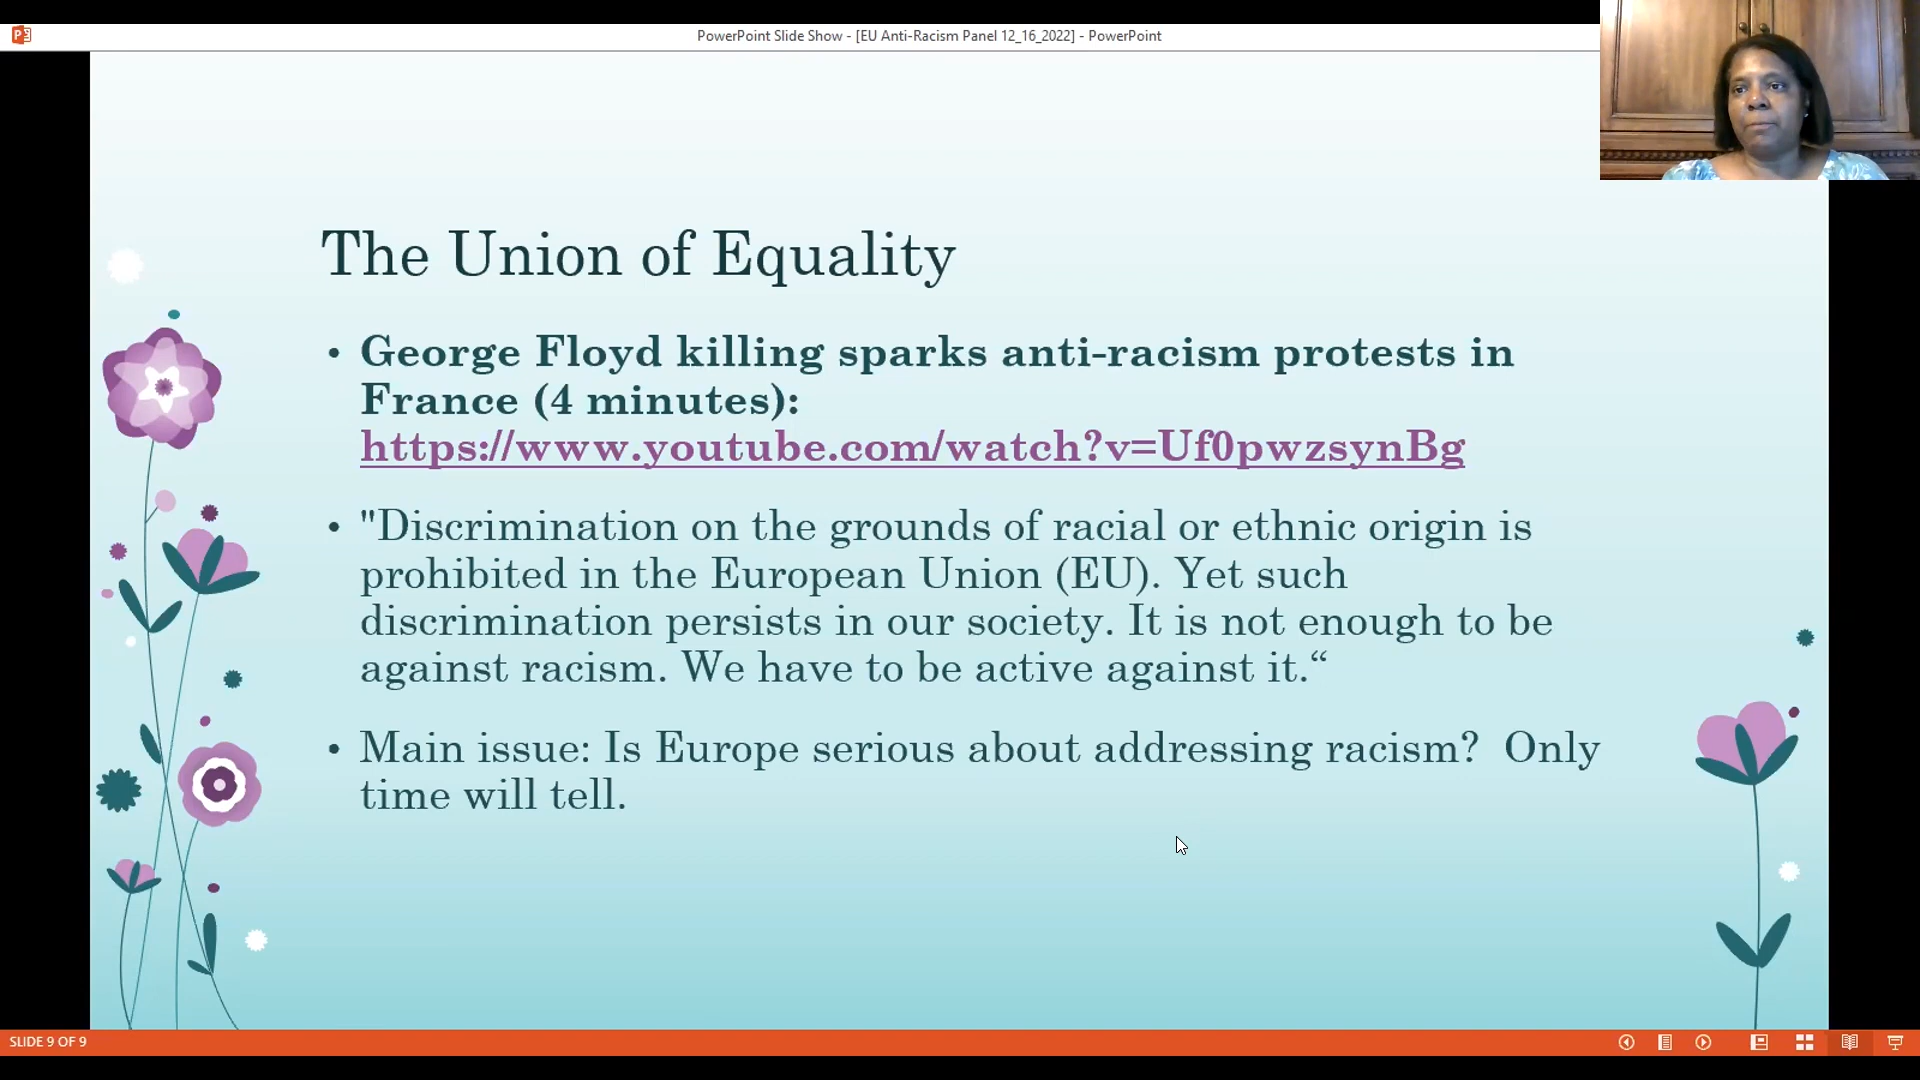 PowerPoint Slide Show - [EU Anti-Racism Panel 12_16_2022] - PowerPoint
The Union of Equality
• George Floyd killing sparks anti-racism protests in
France (4 minutes):
https://www.youtube.com/watch?v=Uf0pwzsynBg
• "Discrimination on the grounds of racial or ethnic origin is
prohibited in the European Union (EU). Yet such
discrimination persists in our society. It is not enough to be
against racism. We have to be active against it.“
• Main issue: Is Europe serious about addressing racism?  Only
time will tell.
SLIDE 9 OF 9